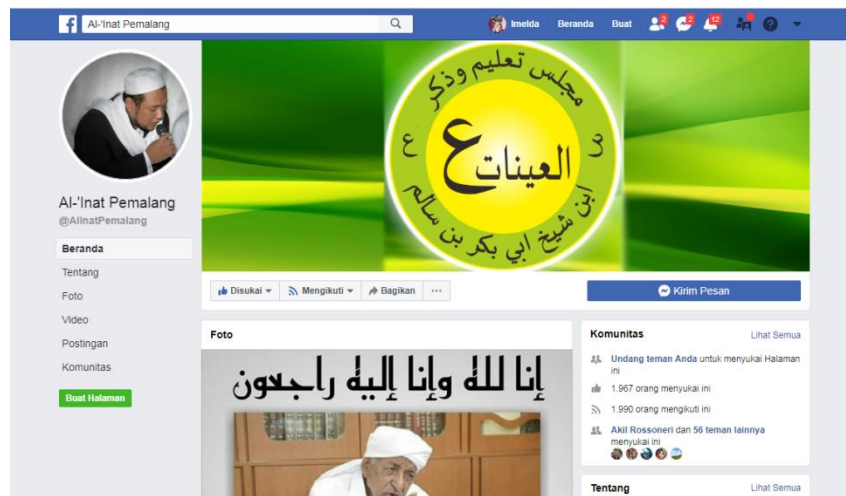 Al-'Inat Pemalang
Imelda Beranda Buat 2 2 12
مجلس تعليم وذكر
العينات
ع
س
ع
ابن شيخ ابي بكر بن سالم
Al-'Inat Pemalang
@AlinatPemalang
Beranda
Tentang
Foto
Video
Postingan
Komunitas
Buat Halaman
Disukai Mengikuti Bagikan ...
Kirim Pesan
Foto
إنا لله وإنا إليه راجعون
Komunitas Lihat Semua
Undang teman Anda untuk menyukai Halaman
ini
1.967 orang menyukai ini
1.990 orang mengikuti ini
Akil Rossoneri dan 56 teman lainnya
menyukai ini
Tentang Lihat Semua